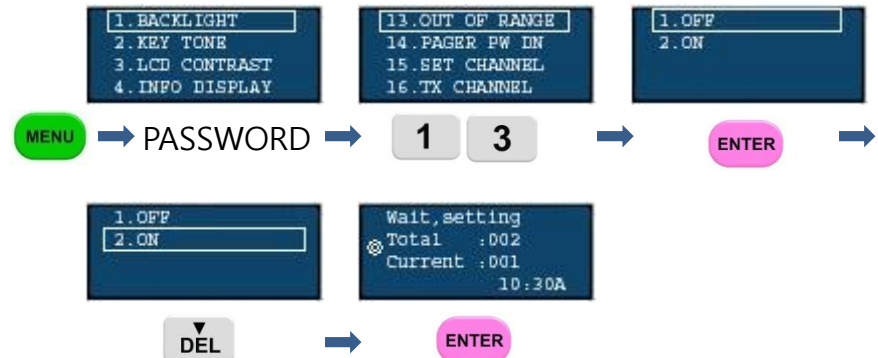 1.BACKLIGHT
2.KEY TONE
3.LCD CONTRAST
4.INFO DISPLAY
13.OUT OF RANGE
14.PAGER PW DN
15.SET CHANNEL
16.TX CHANNEL
1.OFF
2.ON
MENU
PASSWORD
1 3
ENTER
1.OFF
2.ON
Wait,setting
Total :002
Current :001
10:30A
DEL
ENTER